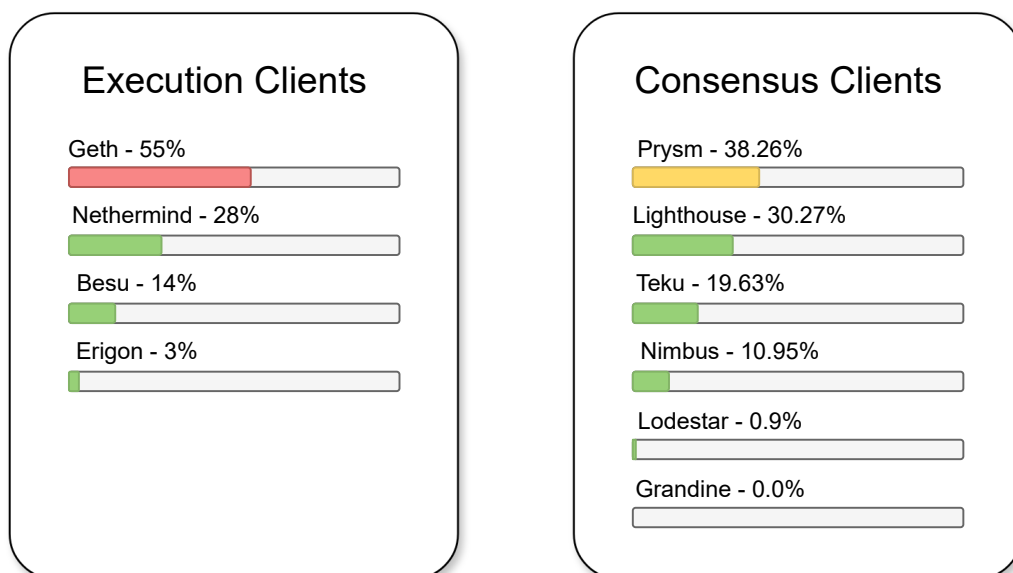 Execution Clients
Geth - 55%
Nethermind - 28%
Besu - 14%
Erigon - 3%
Consensus Clients
Prysm - 38.26%
Lighthouse - 30.27%
Teku - 19.63%
Nimbus - 10.95%
Lodestar - 0.9%
Grandine - 0.0%